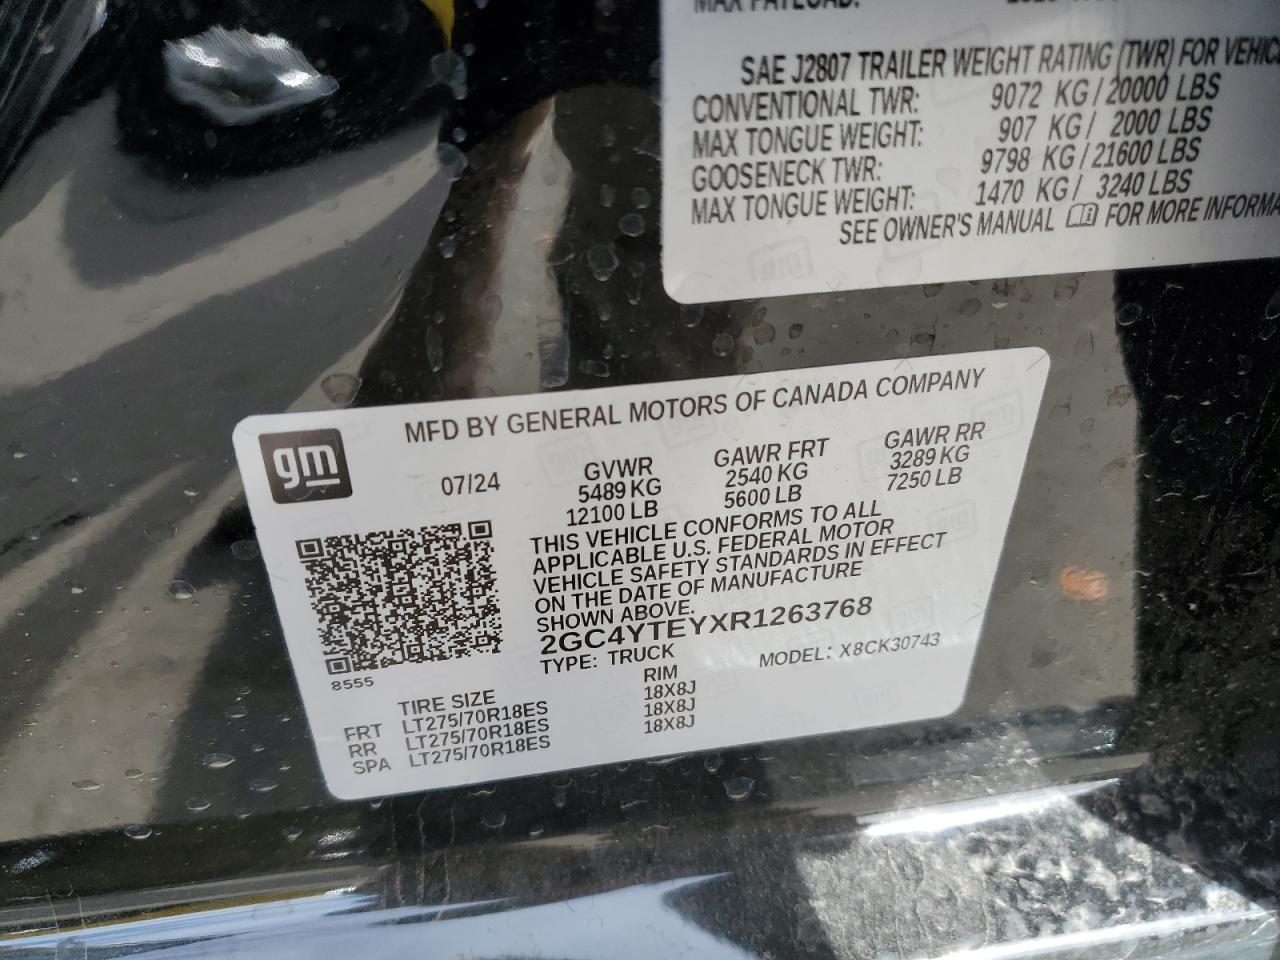 MAX PAYLOAD:
SAE J2807 TRAILER WEIGHT RATING (TWR) FOR
CONVENTIONAL TWR: 9072 KG / 20000 LBS
MAX TONGUE WEIGHT: 907 KG / 2000 LBS
GOOSENECK TWR: 9798 KG / 21600 LBS
MAX TONGUE WEIGHT: 1470 KG / 3240 LBS
SEE OWNER'S MANUAL FOR MORE
gm
MFD BY GENERAL MOTORS OF CANADA COMPANY
07/24 GVWR GAWR FRT GAWR RR
5489 KG 2540 KG 3289 KG
12100 LB 5600 LB 7250 LB
THIS VEHICLE CONFORMS TO ALL
APPLICABLE U.S. FEDERAL MOTOR
VEHICLE SAFETY STANDARDS IN EFFECT
ON THE DATE OF MANUFACTURE
SHOWN ABOVE.
2GC4YTEYXR1263768
TYPE: TRUCK MODEL: X8CK30743
8555
TIRE SIZE RIM
FRT LT275/70R18ES 18X8J
RR LT275/70R18ES 18X8J
SPA LT275/70R18ES 18X8J